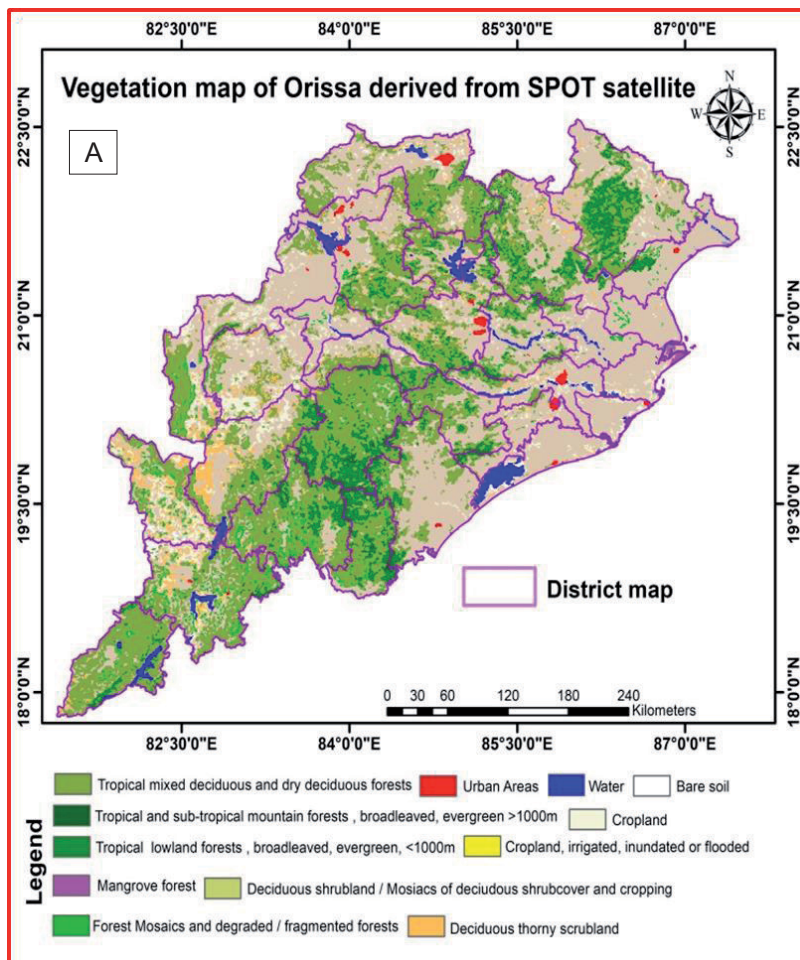 82°30'0"E 84°0'0"E 85°30'0"E 87°0'0"E
Vegetation map of Orissa derived from SPOT satellite
N
W E
S
A
22°30'0"N 22°30'0"N
21°0'0"N 21°0'0"N
19°30'0"N 19°30'0"N
District map
18°0'0"N 18°0'0"N
0 30 60 120 180 240
Kilometers
82°30'0"E 84°0'0"E 85°30'0"E 87°0'0"E
Legend
Tropical mixed deciduous and dry deciduous forests Urban Areas Water Bare soil
Tropical and sub-tropical mountain forests , broadleaved, evergreen >1000m Cropland
Tropical lowland forests , broadleaved, evergreen, <1000m Cropland, irrigated, inundated or flooded
Mangrove forest Deciduous shrubland / Mosiacs of decidudous shrubcover and cropping
Forest Mosaics and degraded / fragmented forests Deciduous thorny scrubland